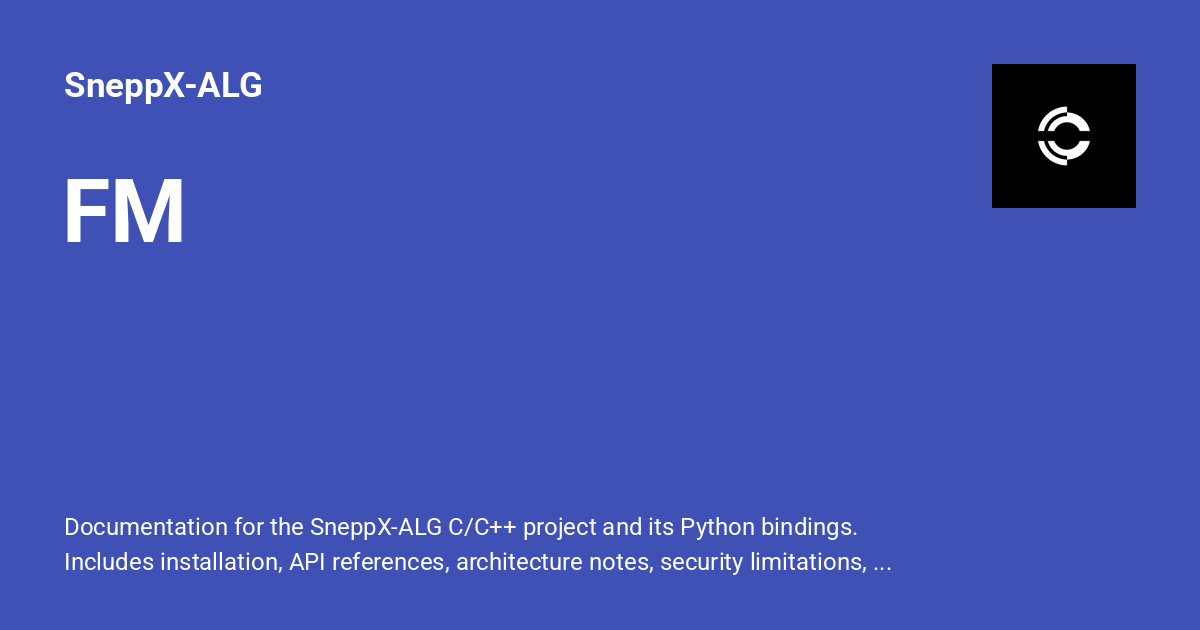 SneppX-ALG
FM
Documentation for the SneppX-ALG C/C++ project and its Python bindings.
Includes installation, API references, architecture notes, security limitations, ...